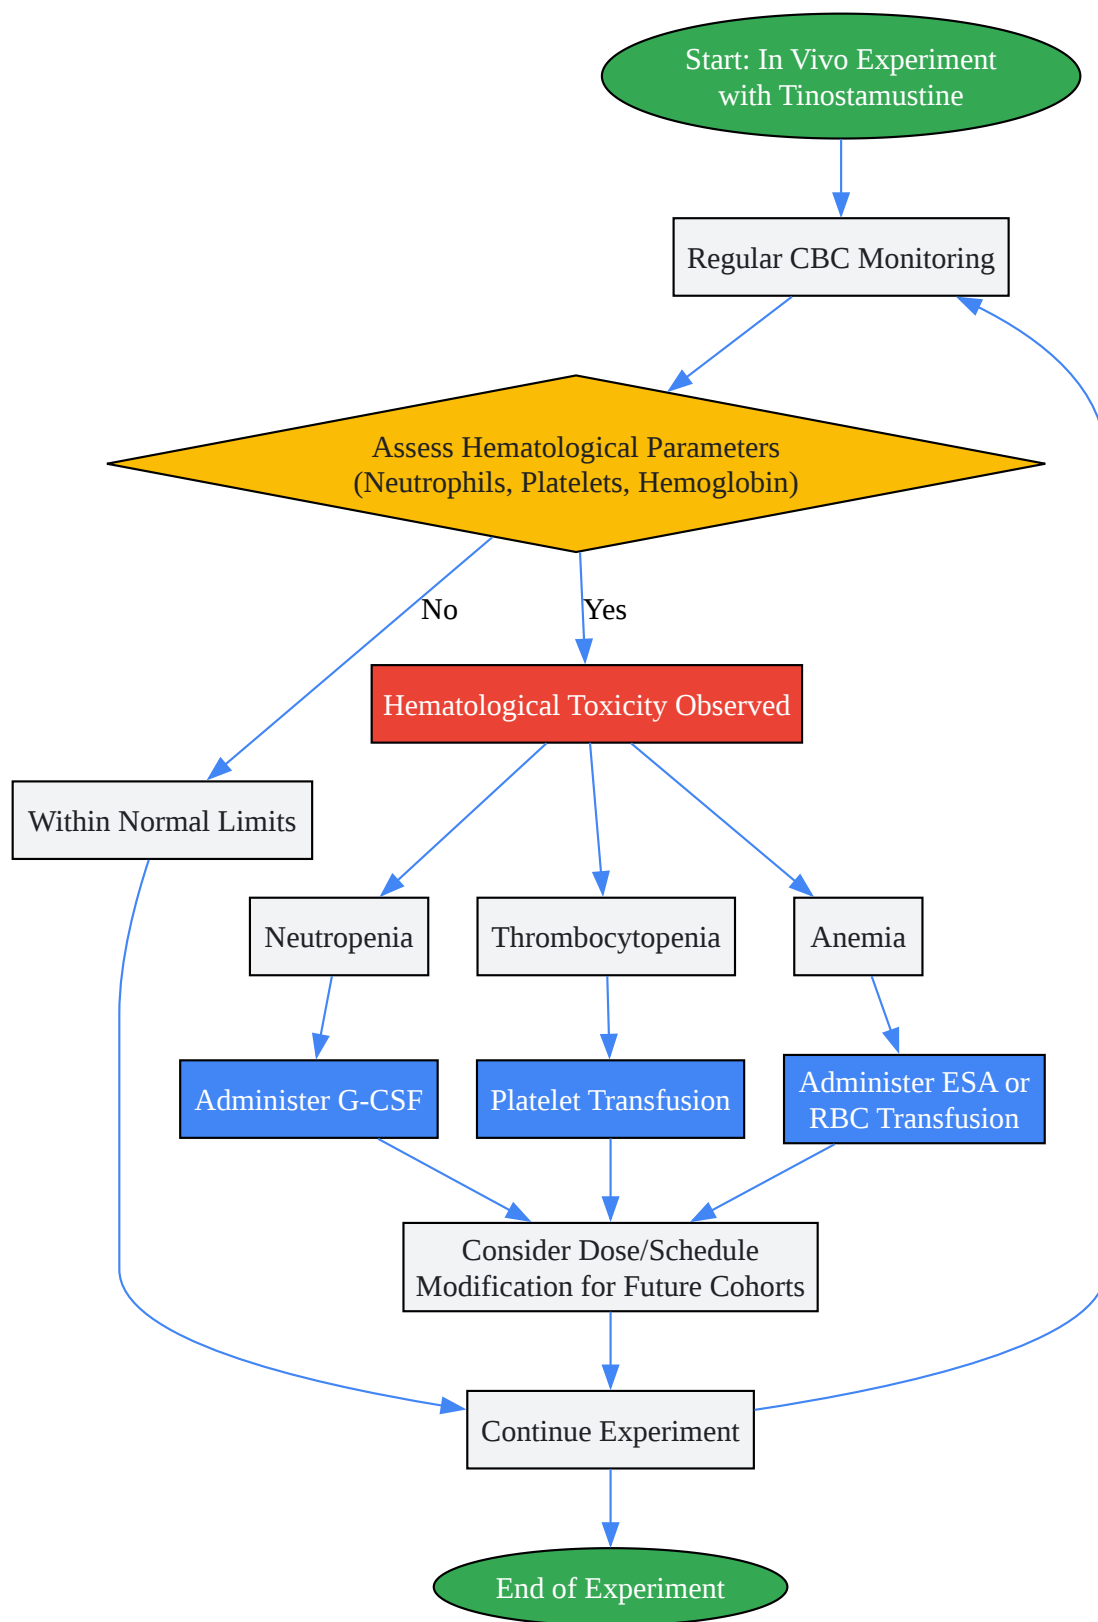 Start: In Vivo Experiment
with Tinostamustine
Regular CBC Monitoring
Assess Hematological Parameters
(Neutrophils, Platelets, Hemoglobin)
No
Yes
Hematological Toxicity Observed
Within Normal Limits
Neutropenia
Thrombocytopenia
Anemia
Administer G-CSF
Platelet Transfusion
Administer ESA or
RBC Transfusion
Consider Dose/Schedule
Modification for Future Cohorts
Continue Experiment
End of Experiment